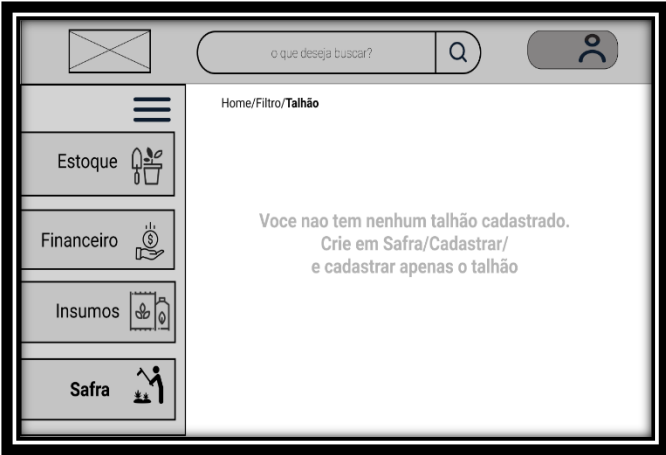 o que deseja buscar?
Home/Filtro/Talhão
Estoque
Financeiro
Insumos
Safra
Voce nao tem nenhum talhão cadastrado.
Crie em Safra/Cadastrar/
e cadastrar apenas o talhão